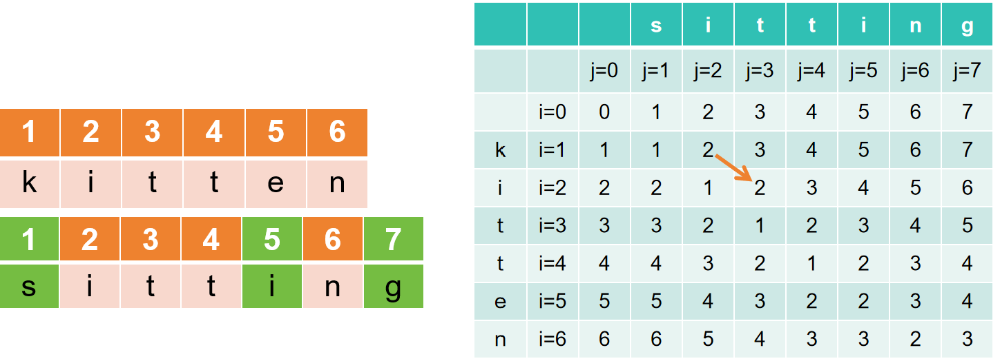 1 2 3 4 5 6
k i t t e n
1 2 3 4 5 6 7
s i t t i n g
s i t t i n g
j=0 j=1 j=2 j=3 j=4 j=5 j=6 j=7
i=0 0 1 2 3 4 5 6 7
k i=1 1 1 2 3 4 5 6 7
i i=2 2 2 1 2 3 4 5 6
t i=3 3 3 2 1 2 3 4 5
t i=4 4 4 3 2 1 2 3 4
e i=5 5 5 4 3 2 2 3 4
n i=6 6 6 5 4 3 3 2 3